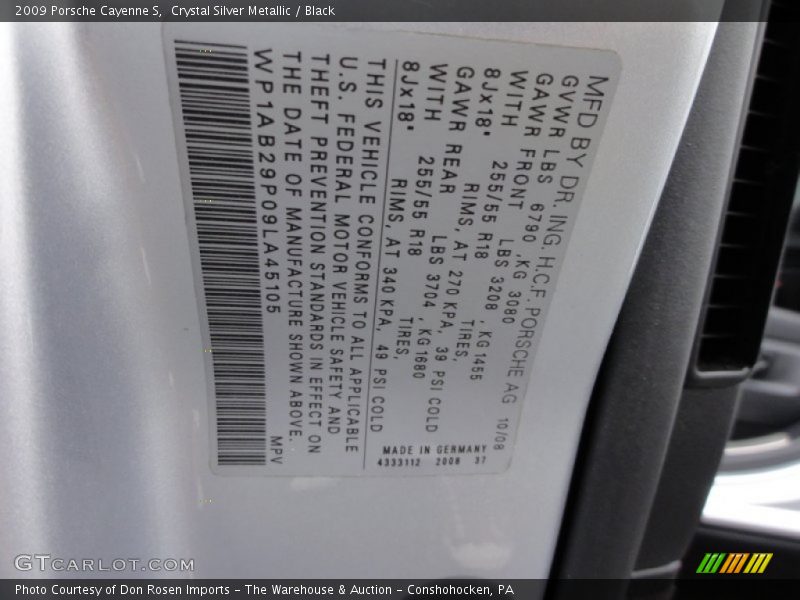 2009 Porsche Cayenne S,  Crystal Silver Metallic / Black
MFD BY DR. ING. H.C.F. PORSCHE AG 10/08
GVWR LBS 6790 ,KG 3080
GAWR FRONT LBS 3208 , KG 1455
WITH 255/55 R18 TIRES,
8Jx18" RIMS, AT 270 KPA, 39 PSI COLD
GAWR REAR LBS 3704 , KG 1680
WITH 255/55 R18 TIRES,
8Jx18" RIMS, AT 340 KPA, 49 PSI COLD
MADE IN GERMANY
4333112 2008 37
THIS VEHICLE CONFORMS TO ALL APPLICABLE
U.S. FEDERAL MOTOR VEHICLE SAFETY AND
THEFT PREVENTION STANDARDS IN EFFECT ON
THE DATE OF MANUFACTURE SHOWN ABOVE.
WP1AB29P09LA45105 MPV
GTCARLOT.COM
Photo Courtesy of Don Rosen Imports – The Warehouse & Auction – Conshohocken, PA